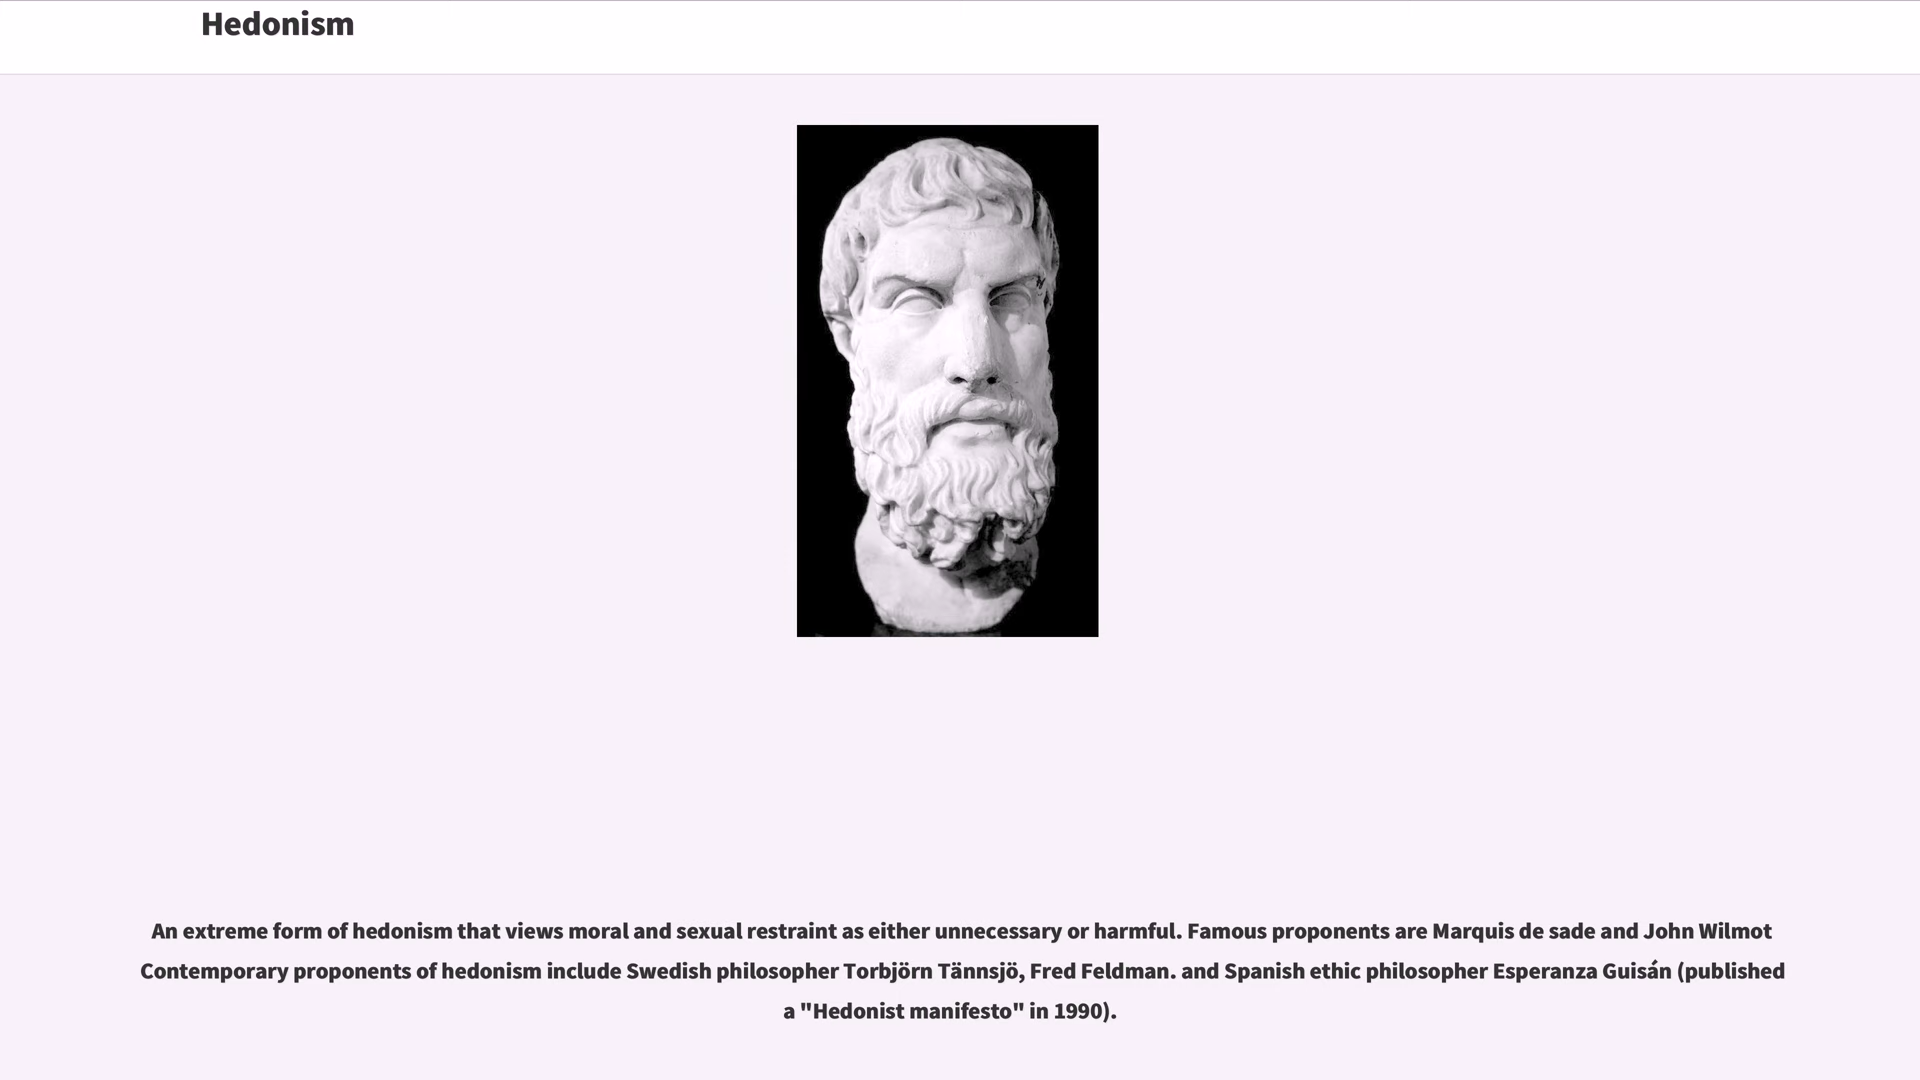 Hedonism
An extreme form of hedonism that views moral and sexual restraint as either unnecessary or harmful. Famous proponents are Marquis de sade and John Wilmot
Contemporary proponents of hedonism include Swedish philosopher Torbjörn Tännsjö, Fred Feldman. and Spanish ethic philosopher Esperanza Guisán (published
a "Hedonist manifesto" in 1990).